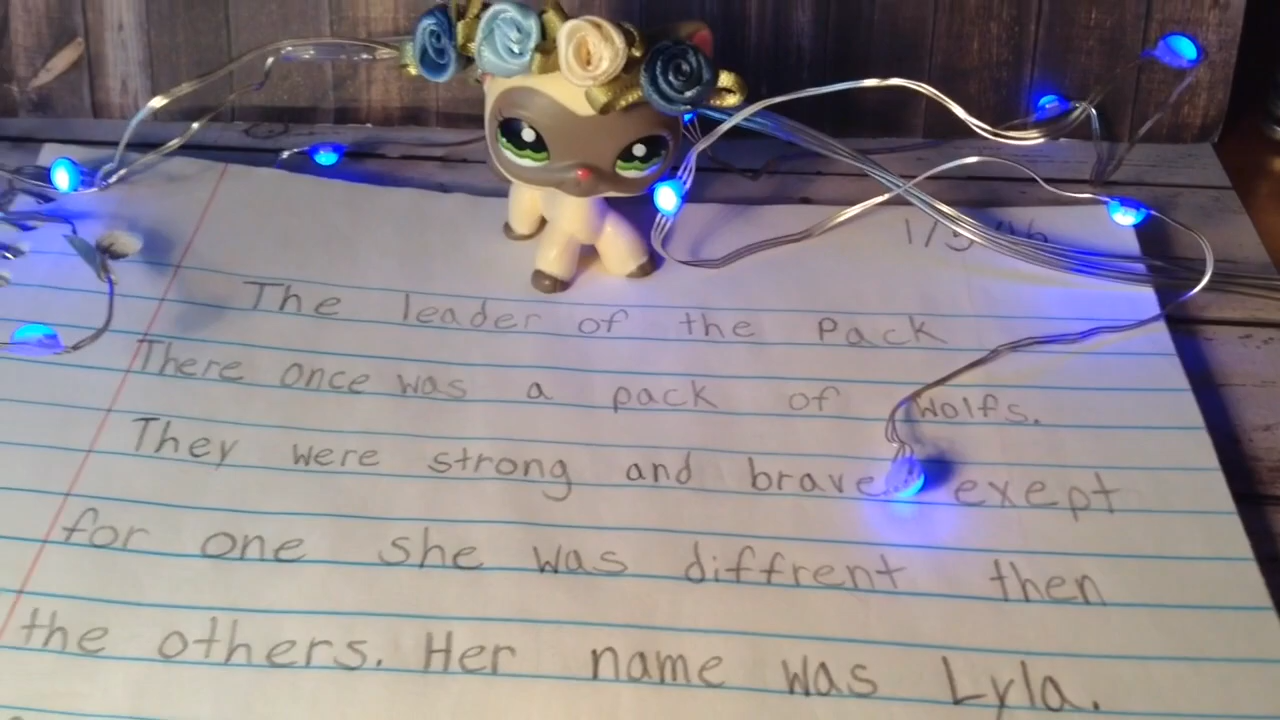 The leader of the Pack
There once was a pack of Wolfs.
They were strong and brave exept
for one she was diffrent then
the others. Her name was Lyla.